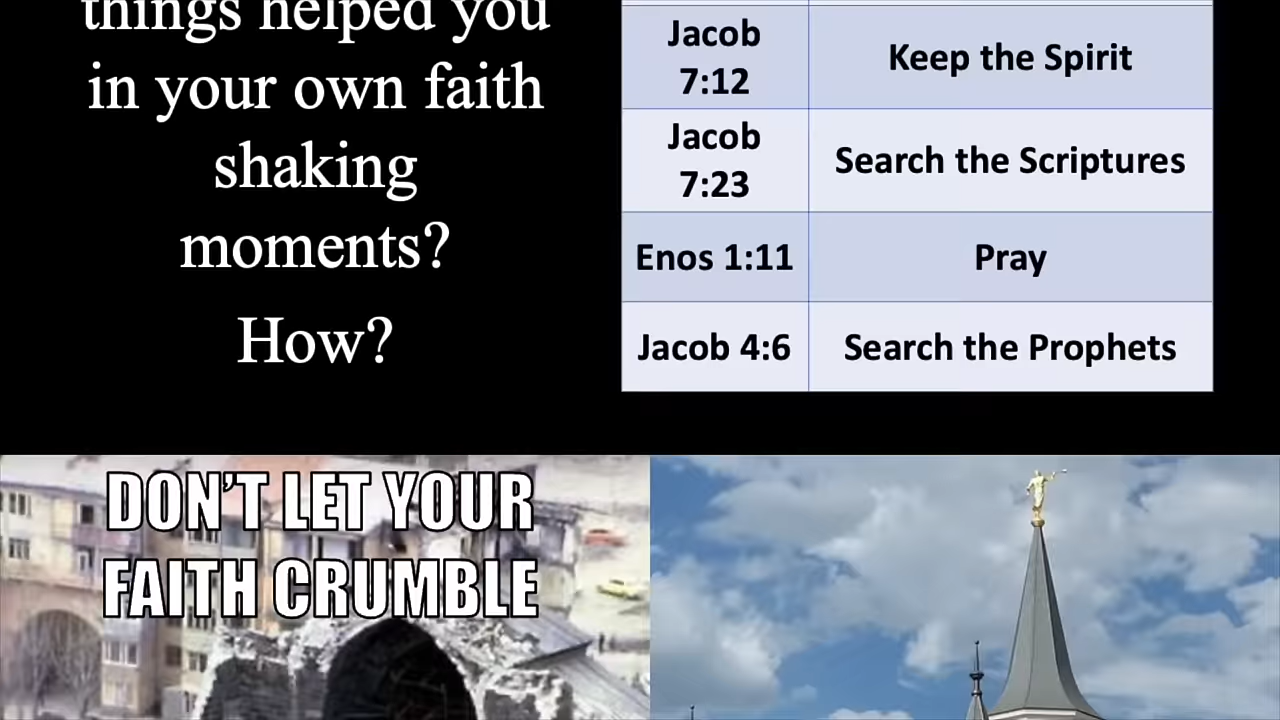 things helped you
in your own faith
shaking
moments?
How?
Jacob
7:12
Keep the Spirit
Jacob
7:23
Search the Scriptures
Enos 1:11
Pray
Jacob 4:6
Search the Prophets
DON'T LET YOUR
FAITH CRUMBLE